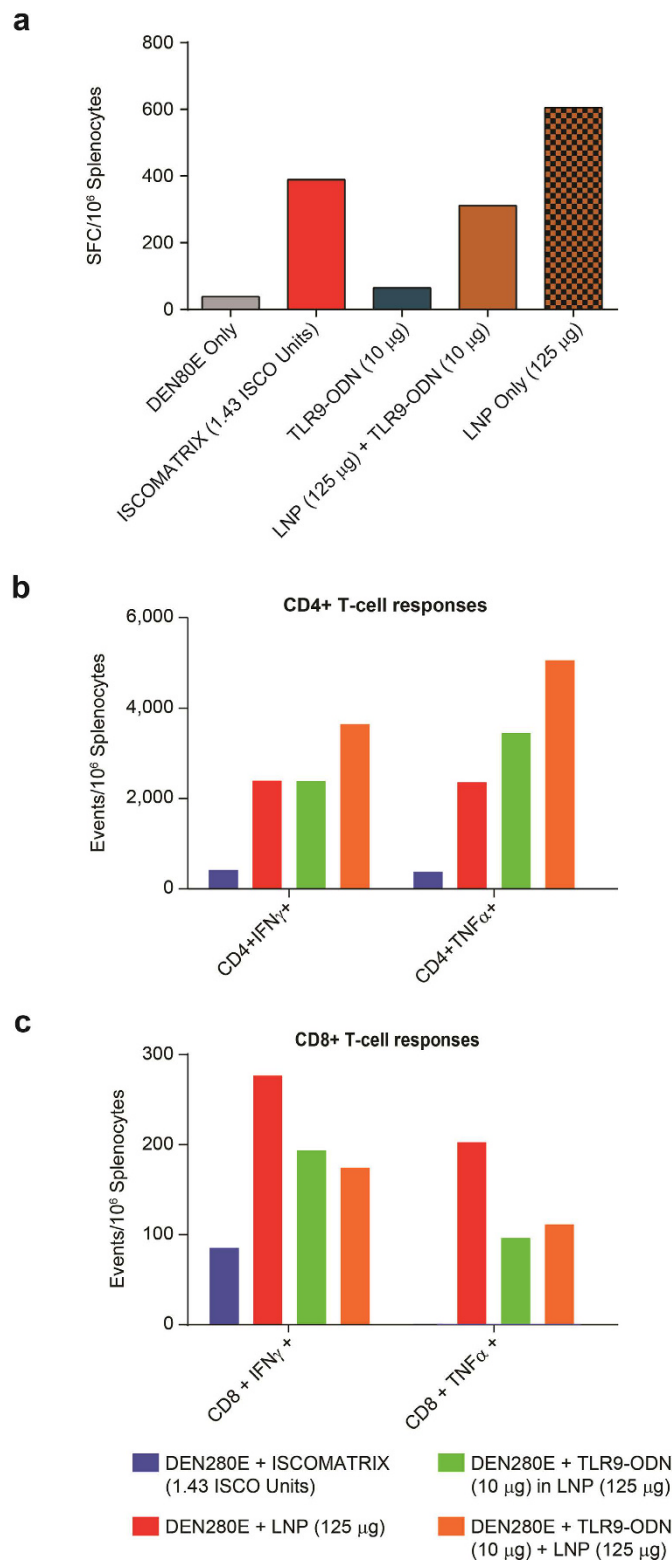 a
800
600
400
200
0
SFC/10⁶ Splenocytes
DEN80E Only
ISCOMATRIX (1.43 ISCO Units)
TLR9-ODN (10 μg)
LNP (125 μg) + TLR9-ODN (10 μg)
LNP Only (125 μg)
b
CD4+ T-cell responses
6,000
4,000
2,000
0
Events/10⁶ Splenocytes
CD4+IFNγ+
CD4+TNFα+
c
CD8+ T-cell responses
300
200
100
0
Events/10⁶ Splenocytes
CD8 + IFNγ +
CD8 + TNFα +
DEN280E + ISCOMATRIX
(1.43 ISCO Units)
DEN280E + LNP (125 μg)
DEN280E + TLR9-ODN
(10 μg) in LNP (125 μg)
DEN280E + TLR9-ODN
(10 μg) + LNP (125 μg)